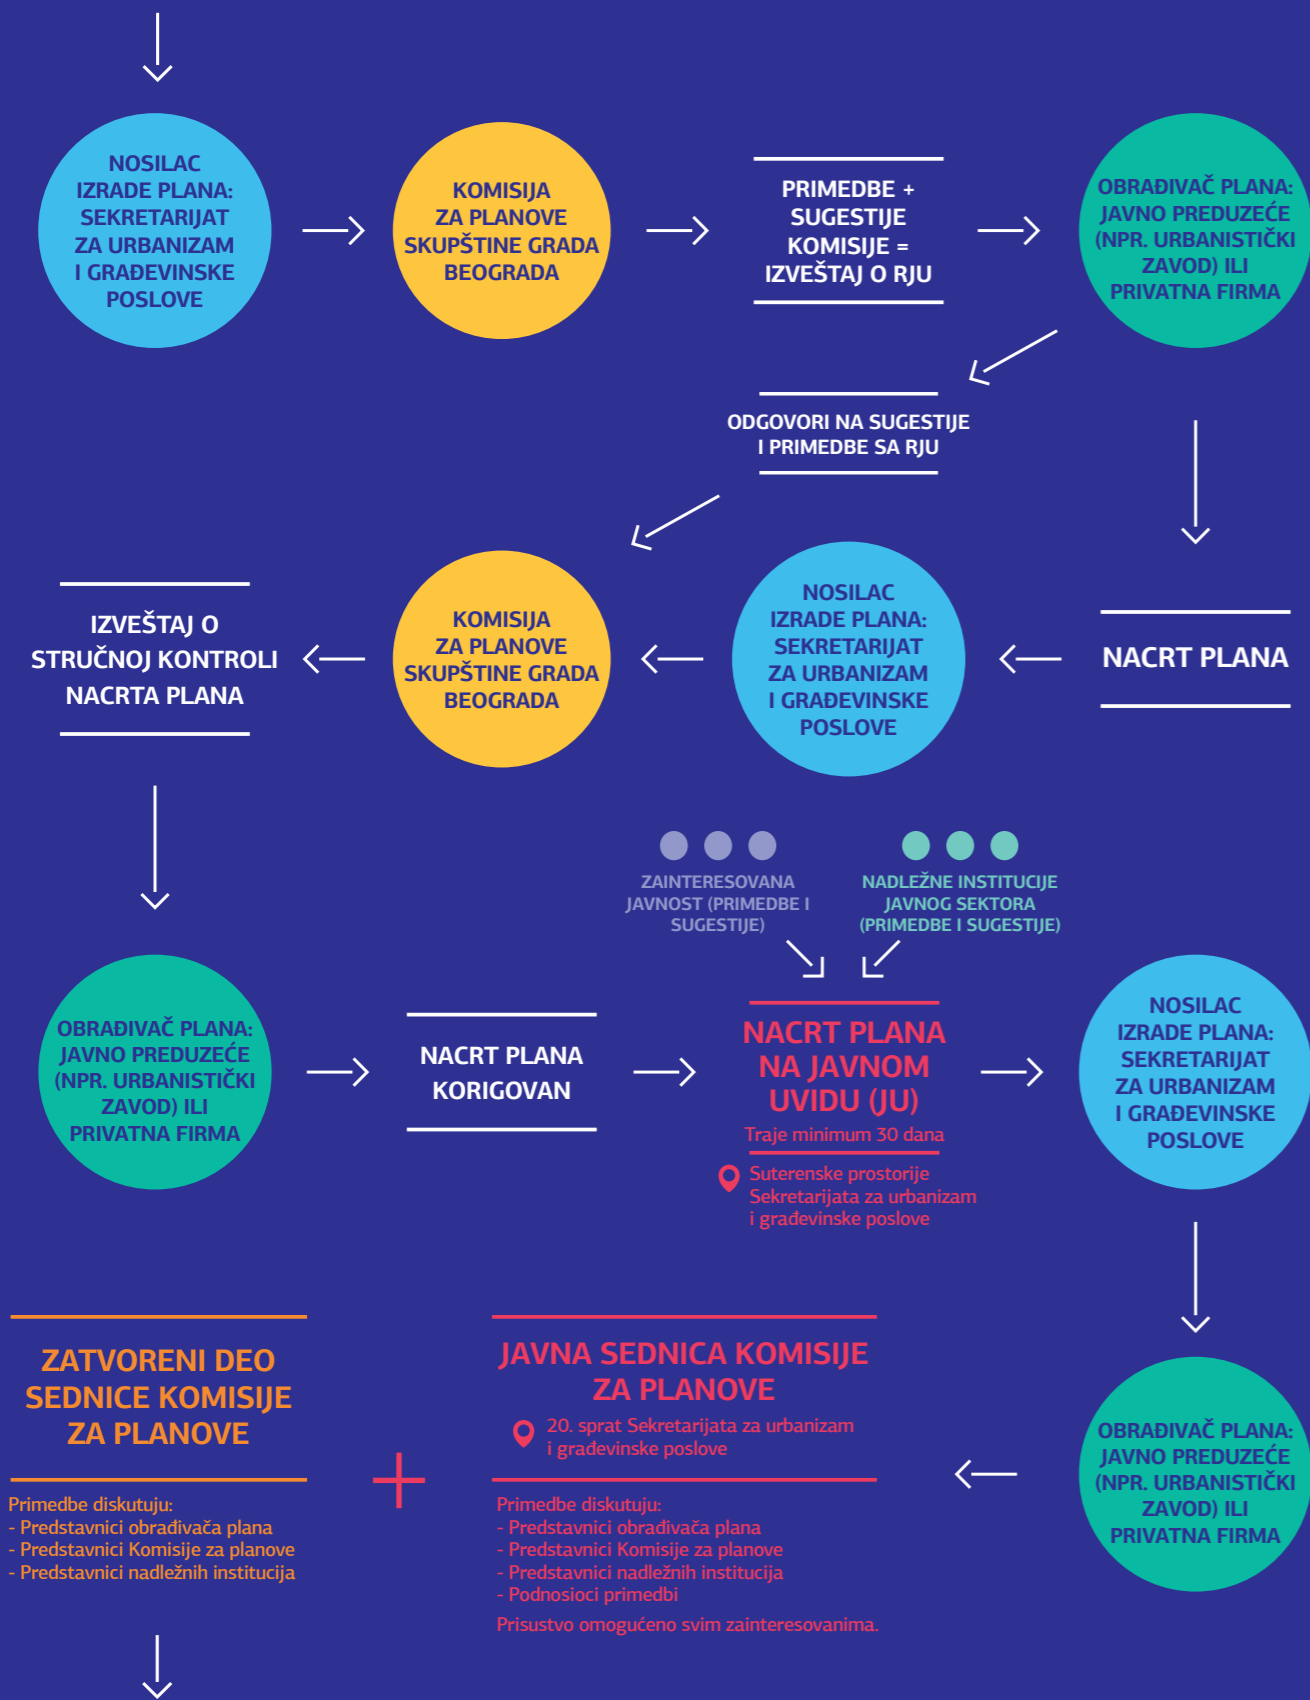 NOSILAC
IZRADE PLANA:
SEKRETARIJAT
ZA URBANIZAM
I GRAĐEVINSKE
POSLOVE
KOMISIJA
ZA PLANOVE
SKUPŠTINE GRADA
BEOGRADA
PRIMEDBE +
SUGESTIJE
KOMISIJE =
IZVEŠTAJ O RJU
OBRAĐIVAČ PLANA:
JAVNO PREDUZEĆE
(NPR. URBANISTIČKI
ZAVOD) ILI
PRIVATNA FIRMA
ODGOVORI NA SUGESTIJE
I PRIMEDBE SA RJU
IZVEŠTAJ O
STRUČNOJ KONTROLI
NACRTA PLANA
KOMISIJA
ZA PLANOVE
SKUPŠTINE GRADA
BEOGRADA
NOSILAC
IZRADE PLANA:
SEKRETARIJAT
ZA URBANIZAM
I GRAĐEVINSKE
POSLOVE
NACRT PLANA
ZAINTERESOVANA
JAVNOST (PRIMEDBE I
SUGESTIJE)
NADLEŽNE INSTITUCIJE
JAVNOG SEKTORA
(PRIMEDBE I SUGESTIJE)
OBRAĐIVAČ PLANA:
JAVNO PREDUZEĆE
(NPR. URBANISTIČKI
ZAVOD) ILI
PRIVATNA FIRMA
NACRT PLANA
KORIGOVAN
NACRT PLANA
NA JAVNOM
UVIDU (JU)
Traje minimum 30 dana
Suterenske prostorije
Sekretarijata za urbanizam
i građevinske poslove
NOSILAC
IZRADE PLANA:
SEKRETARIJAT
ZA URBANIZAM
I GRAĐEVINSKE
POSLOVE
ZATVORENI DEO
SEDNICE KOMISIJE
ZA PLANOVE
Primedbe diskutuju:
- Predstavnici obrađivača plana
- Predstavnici Komisije za planove
- Predstavnici nadležnih institucija
+
JAVNA SEDNICA KOMISIJE
ZA PLANOVE
20. sprat Sekretarijata za urbanizam
i građevinske poslove
Primedbe diskutuju:
- Predstavnici obrađivača plana
- Predstavnici Komisije za planove
- Predstavnici nadležnih institucija
- Podnosioci primedbi
Prisustvo omogućeno svim zainteresovanima.
OBRAĐIVAČ PLANA:
JAVNO PREDUZEĆE
(NPR. URBANISTIČKI
ZAVOD) ILI
PRIVATNA FIRMA